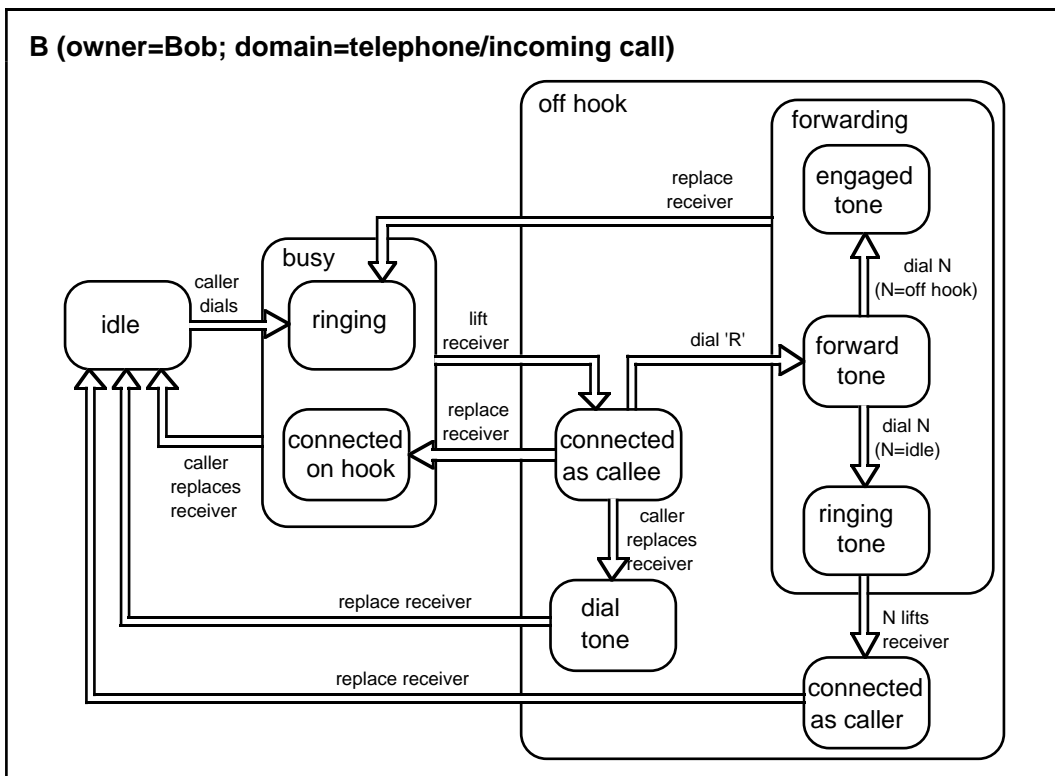 B (owner=Bob; domain=telephone/incoming call)
off hook
forwarding
engaged
tone
replace
receiver
busy
caller
dials
idle
ringing
lift
receiver
dial N
(N=off hook)
dial 'R'
forward
tone
replace
receiver
connected
on hook
connected
as callee
dial N
(N=idle)
caller
replaces
receiver
caller
replaces
receiver
ringing
tone
replace receiver
dial
tone
N lifts
receiver
replace receiver
connected
as caller